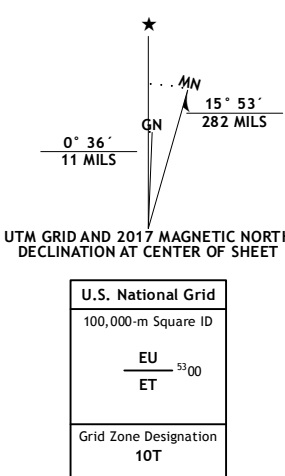 ★
MN
15° 53´
282 MILS
GN
0° 36´
11 MILS
UTM GRID AND 2017 MAGNETIC NORTH
DECLINATION AT CENTER OF SHEET
U.S. National Grid
100,000-m Square ID
EU
5300
ET
Grid Zone Designation
10T